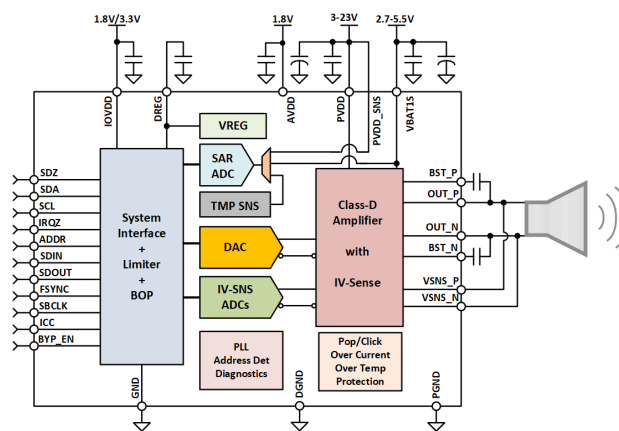 1.8V/3.3V
1.8V
3-23V
2.7-5.5V
IOVDD
DREG
AVDD
PVDD
PVDD_SNS
VBAT1S
VREG
SAR
ADC
TMP SNS
DAC
IV-SNS
ADCs
System
Interface
+
Limiter
+
BOP
Class-D
Amplifier
with
IV-Sense
SDZ
SDA
SCL
IRQZ
ADDR
SDIN
SDOUT
FSYNC
SBCLK
ICC
BYP_EN
BST_P
OUT_P
OUT_N
BST_N
VSNS_P
VSNS_N
PLL
Address Det
Diagnostics
Pop/Click
Over Current
Over Temp
Protection
GND
DGND
PGND